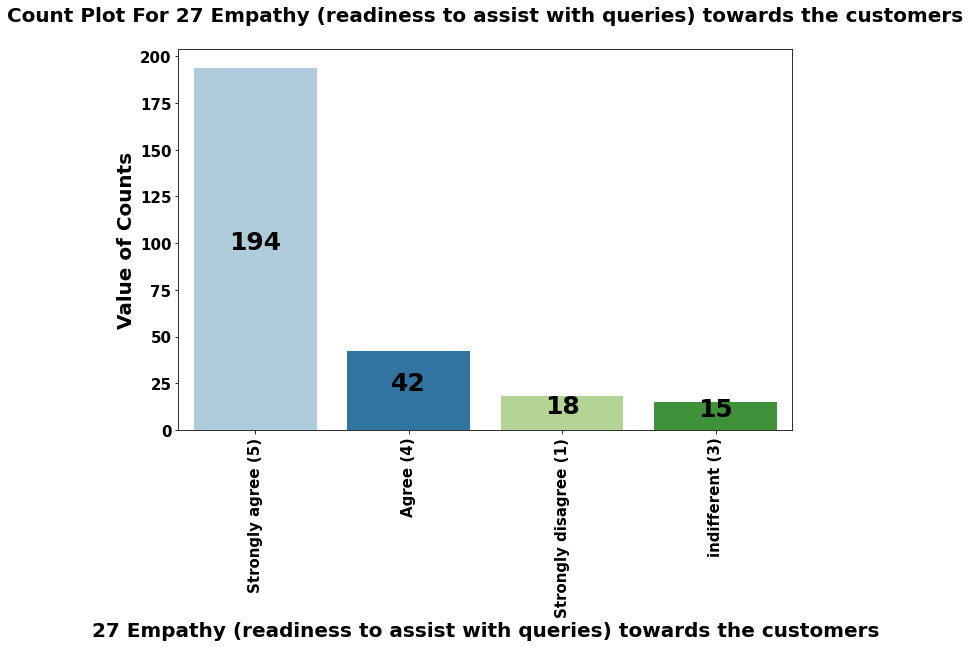 Count Plot For 27 Empathy (readiness to assist with queries) towards the customers
Value of Counts
200
175
150
125
100
75
50
25
0
194
42
18
15
Strongly agree (5)
Agree (4)
Strongly disagree (1)
indifferent (3)
27 Empathy (readiness to assist with queries) towards the customers